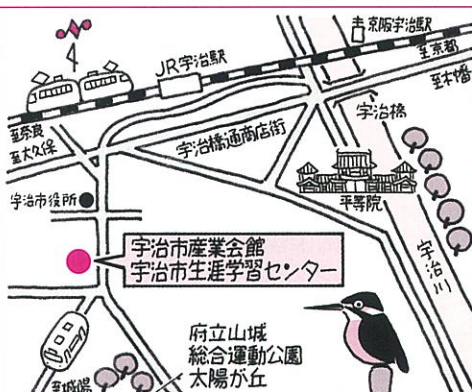 京阪宇治駅
至京都
至木幡
JR宇治駅
宇治橋
至奈良
至大久保
宇治橋通商店街
宇治市役所
平等院
宇治川
宇治市産業会館
宇治市生涯学習センター
府立山城
総合運動公園
太陽が丘
至城陽